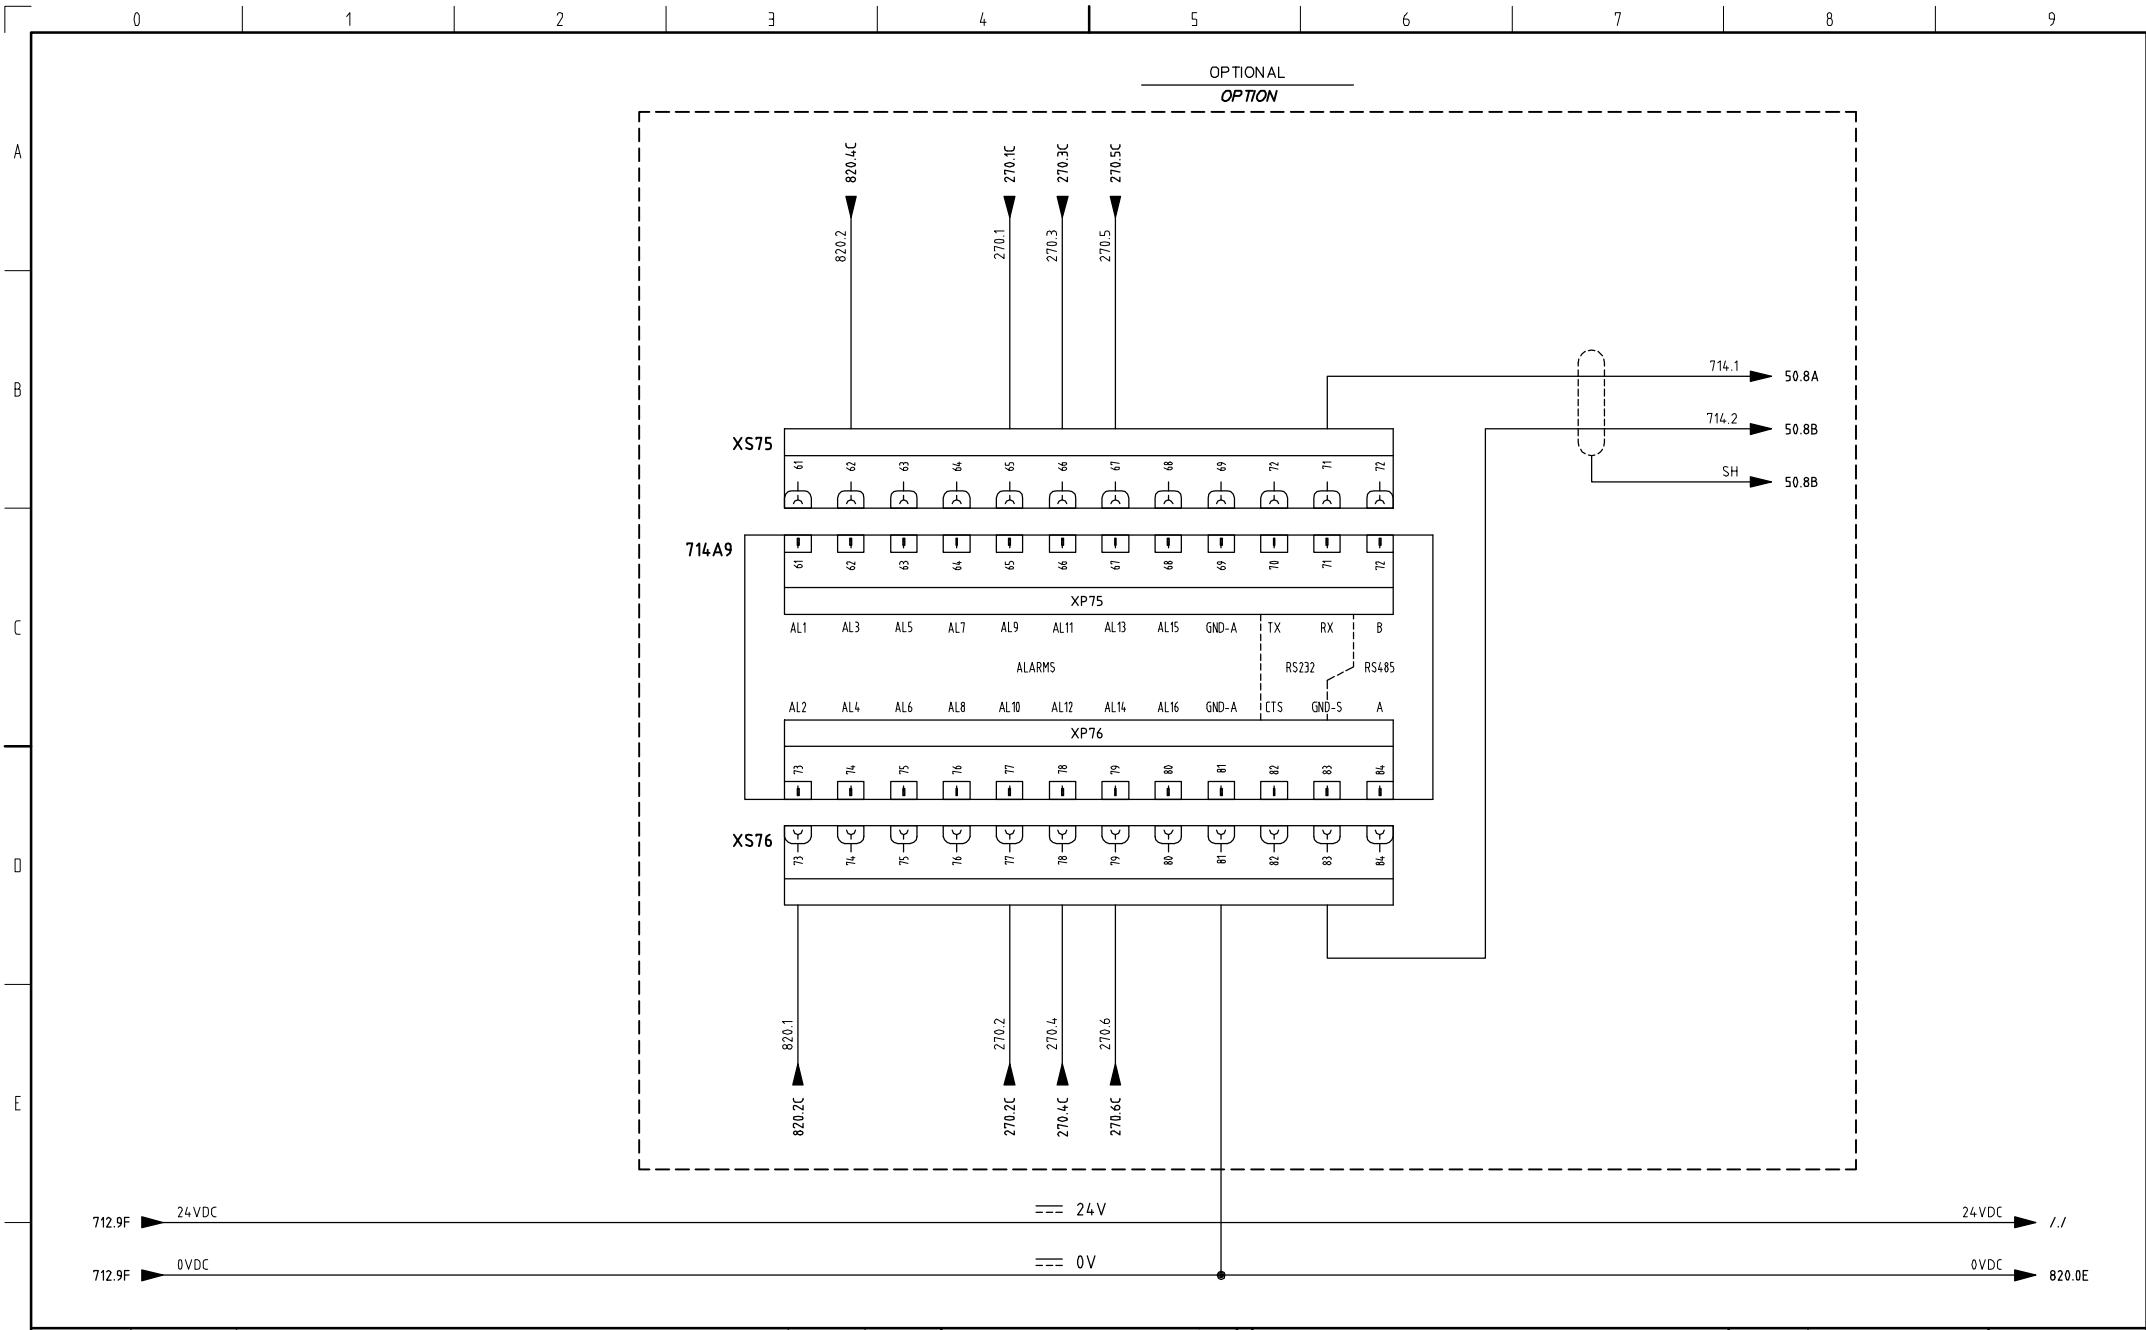 0 1 2 3 4 5 6 7 8 9
OPTIONAL
OPTION
A
820.4C 270.1C 270.3C 270.5C
820.2 270.1 270.3 270.5
B
714.1 50.8A
714.2 50.8B
SH 50.8B
XS75
61 62 63 64 65 66 67 68 69 72 71 72
714A9
61 62 63 64 65 66 67 68 69 70 71 72
XP75
C
AL1 AL3 AL5 AL7 AL9 AL11 AL13 AL15 GND-A TX RX B
ALARMS RS232 RS485
AL2 AL4 AL6 AL8 AL10 AL12 AL14 AL16 GND-A CTS GND-S A
XP76
73 74 75 76 77 78 79 80 81 82 83 84
XS76
73 74 75 76 77 78 79 80 81 82 83 84
D
820.1 270.2 270.4 270.6
E
820.2C 270.2C 270.4C 270.6C
712.9F 24VDC 24V 24VDC /./
712.9F 0VDC 0V 0VDC 820.0E